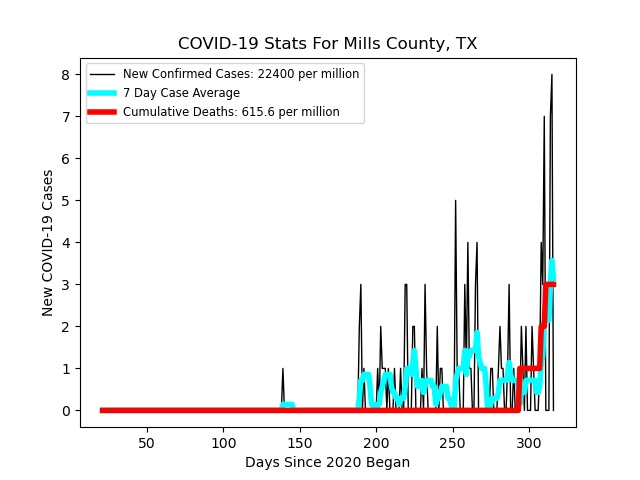 COVID-19 Stats For Mills County, TX
New Confirmed Cases: 22400 per million
7 Day Case Average
Cumulative Deaths: 615.6 per million
New COVID-19 Cases
8
7
6
5
4
3
2
1
0
50 100 150 200 250 300
Days Since 2020 Began